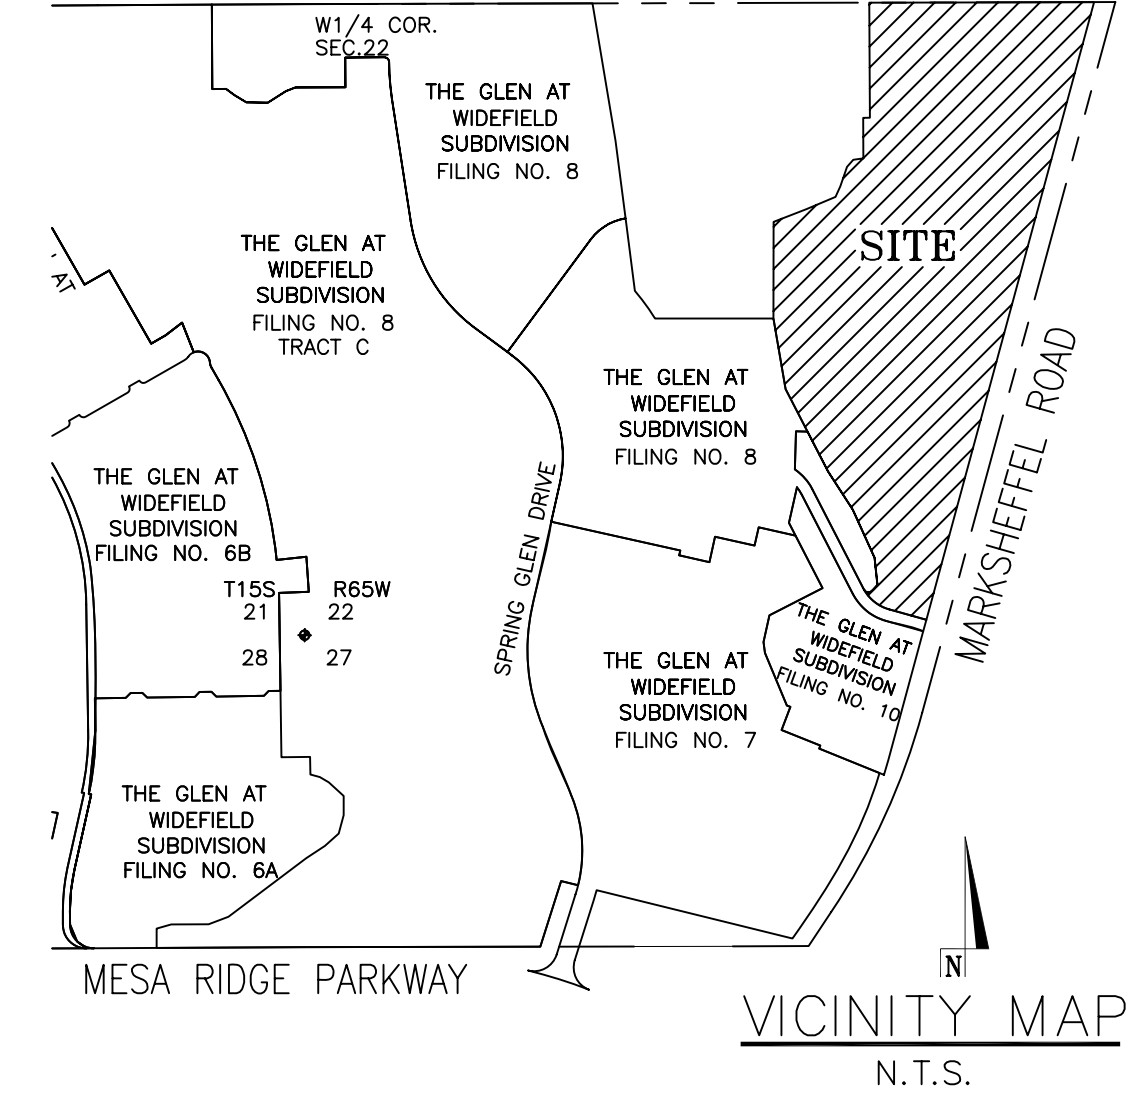 W1/4 COR.
SEC.22
THE GLEN AT
WIDEFIELD
SUBDIVISION
FILING NO. 8
THE GLEN AT
WIDEFIELD
SUBDIVISION
FILING NO. 8
TRACT C
SITE
AT
THE GLEN AT
WIDEFIELD
SUBDIVISION
FILING NO. 8
MARKSHEFFEL ROAD
THE GLEN AT
WIDEFIELD
SUBDIVISION
FILING NO. 6B
SPRING GLEN DRIVE
T15S R65W
21 22
28 27
THE GLEN AT
WIDEFIELD
SUBDIVISION
FILING NO. 10
THE GLEN AT
WIDEFIELD
SUBDIVISION
FILING NO. 7
THE GLEN AT
WIDEFIELD
SUBDIVISION
FILING NO. 6A
MESA RIDGE PARKWAY
N
VICINITY MAP
N.T.S.